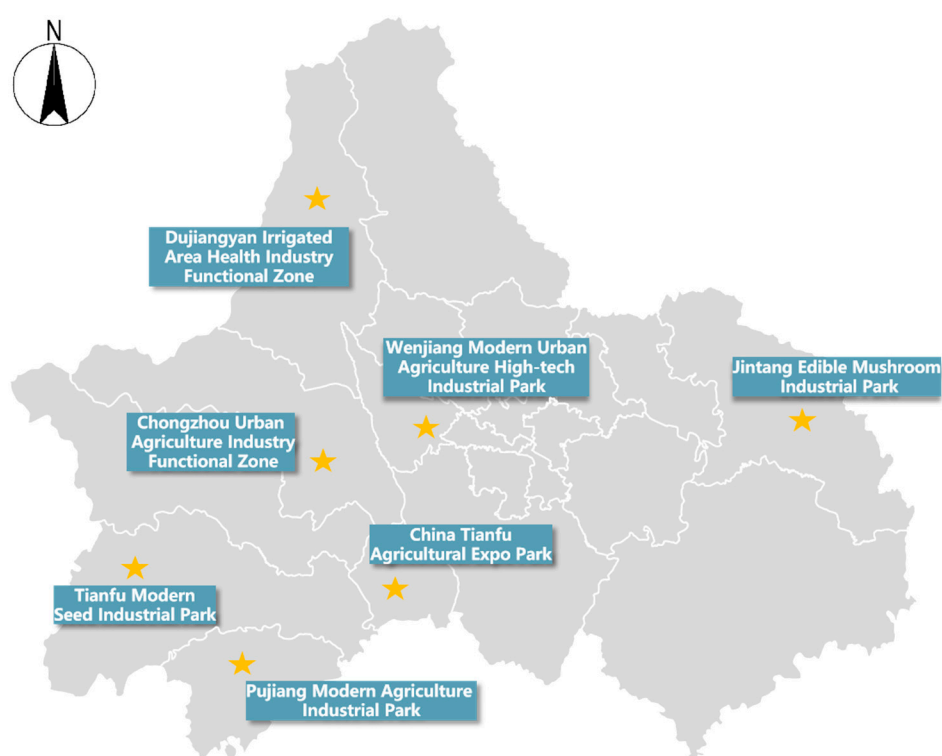 N
Dujiangyan Irrigated
Area Health Industry
Functional Zone
Wenjiang Modern Urban
Agriculture High-tech
Industrial Park
Jintang Edible Mushroom
Industrial Park
Chongzhou Urban
Agriculture Industry
Functional Zone
China Tianfu
Agricultural Expo Park
Tianfu Modern
Seed Industrial Park
Pujiang Modern Agriculture
Industrial Park